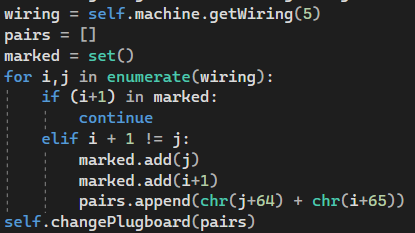 wiring = self.machine.getWiring(5)
pairs = []
marked = set()
for i,j in enumerate(wiring):
    if (i+1) in marked:
        continue
    elif i + 1 != j:
        marked.add(j)
        marked.add(i+1)
        pairs.append(chr(j+64) + chr(i+65))
self.changePlugboard(pairs)